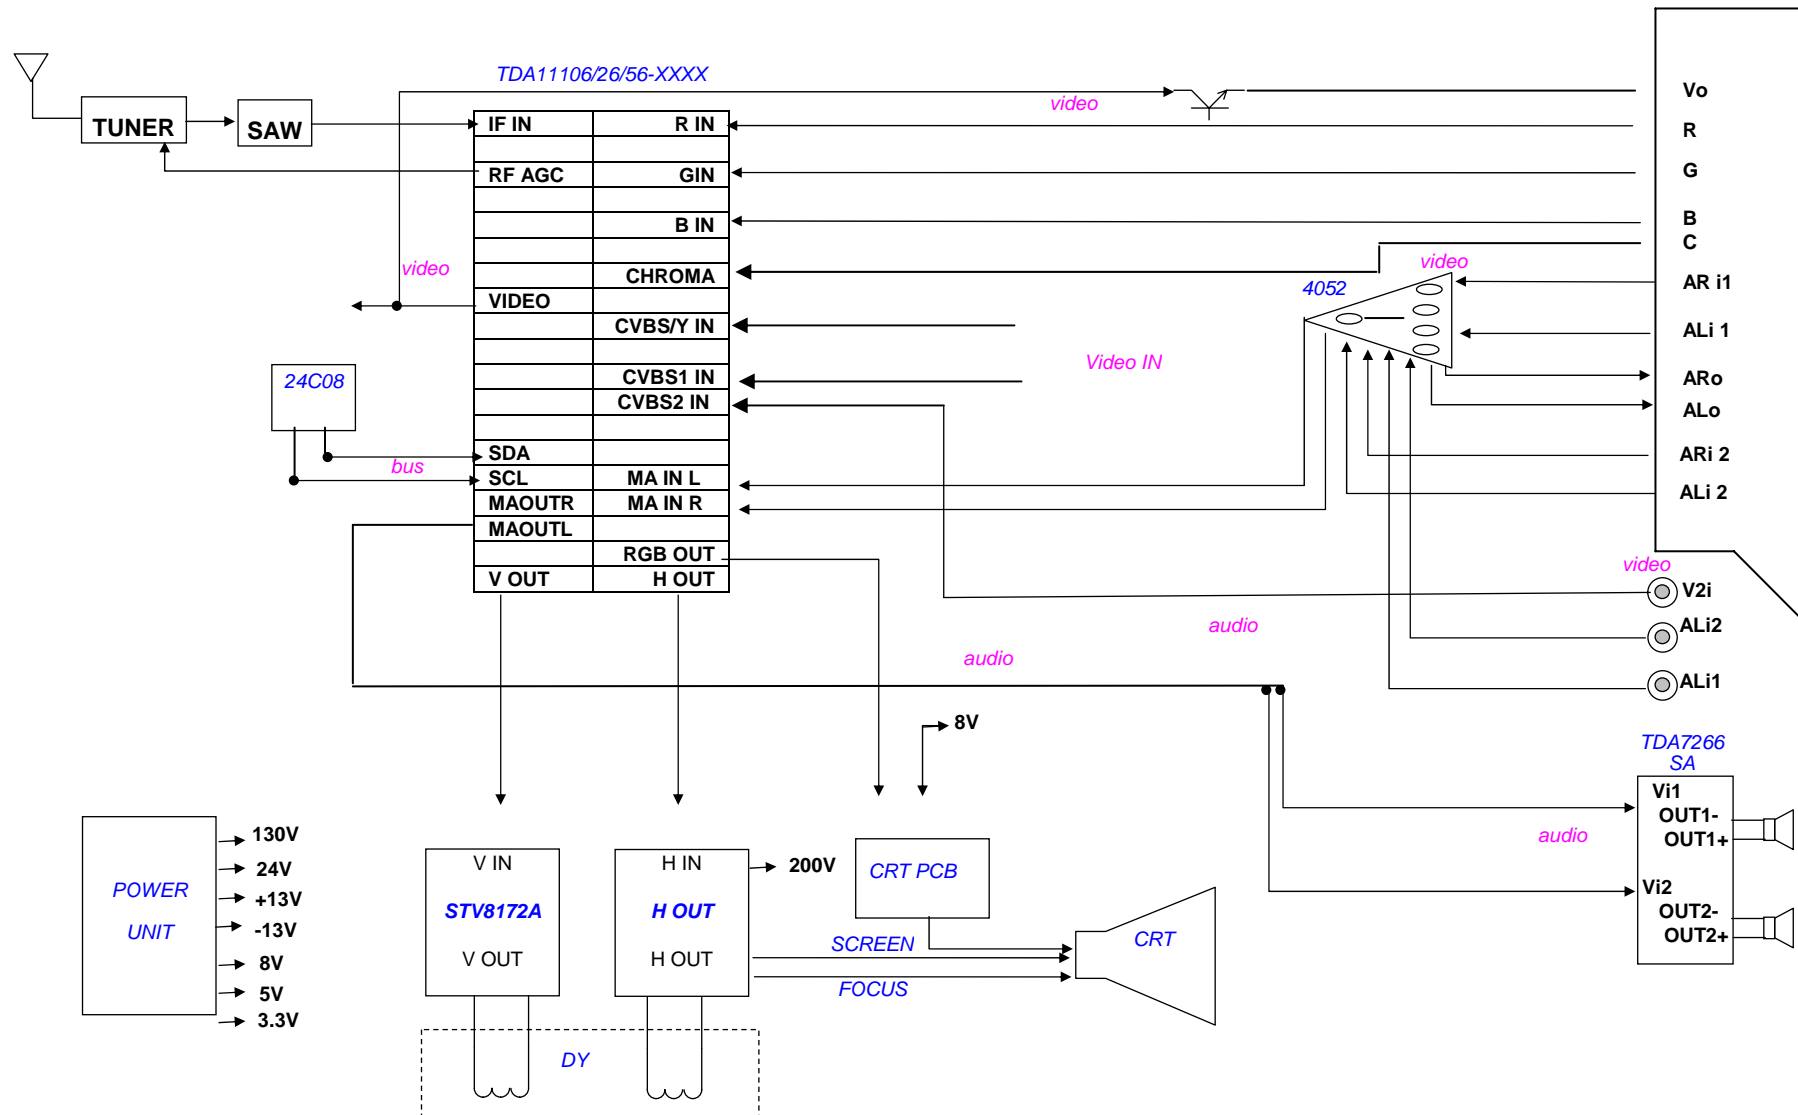 TDA11106/26/56-XXXX
video
Vo
TUNER
SAW
IF IN
R IN
R
RF AGC
GIN
G
B IN
B
C
video
CHROMA
video
4052
AR i1
VIDEO
CVBS/Y IN
ALi 1
Video IN
24C08
CVBS1 IN
ARo
CVBS2 IN
ALo
SDA
ARi 2
bus
SCL
MA IN L
ALi 2
MAOUTR
MA IN R
MAOUTL
RGB OUT
V OUT
H OUT
video
V2i
audio
ALi2
audio
ALi1
8V
TDA7266
SA
Vi1
OUT1-
OUT1+
audio
Vi2
OUT2-
OUT2+
POWER
UNIT
130V
24V
+13V
-13V
8V
5V
3.3V
V IN
STV8172A
V OUT
H IN
H OUT
H OUT
200V
CRT PCB
SCREEN
FOCUS
CRT
DY